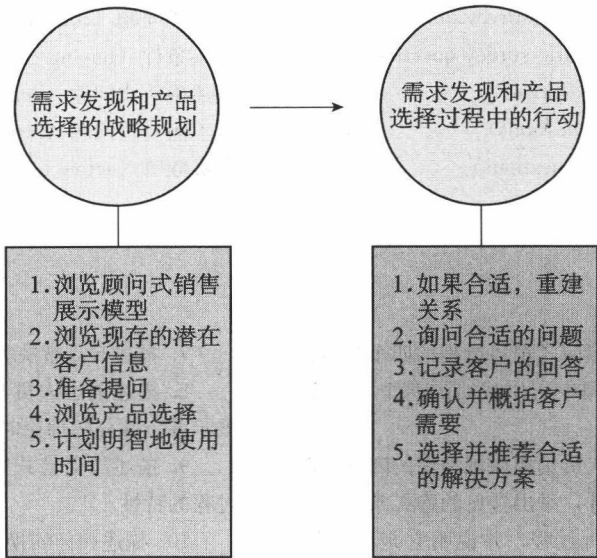 需求发现和产品
选择的战略规划
需求发现和产品
选择过程中的行动
1.浏览顾问式销售
展示模型
2.浏览现存的潜在
客户信息
3.准备提问
4.浏览产品选择
5.计划明智地使用
时间
1.如果合适，重建
关系
2.询问合适的问题
3.记录客户的回答
4.确认并概括客户
需要
5.选择并推荐合适
的解决方案